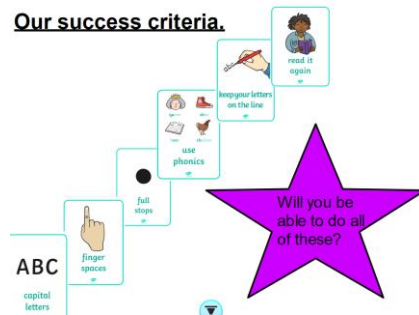 Our success criteria.
read it
again
keep your letters
on the line
use
phonics
full
stops
finger
spaces
ABC
capital
letters
Will you be
able to do all
of these?